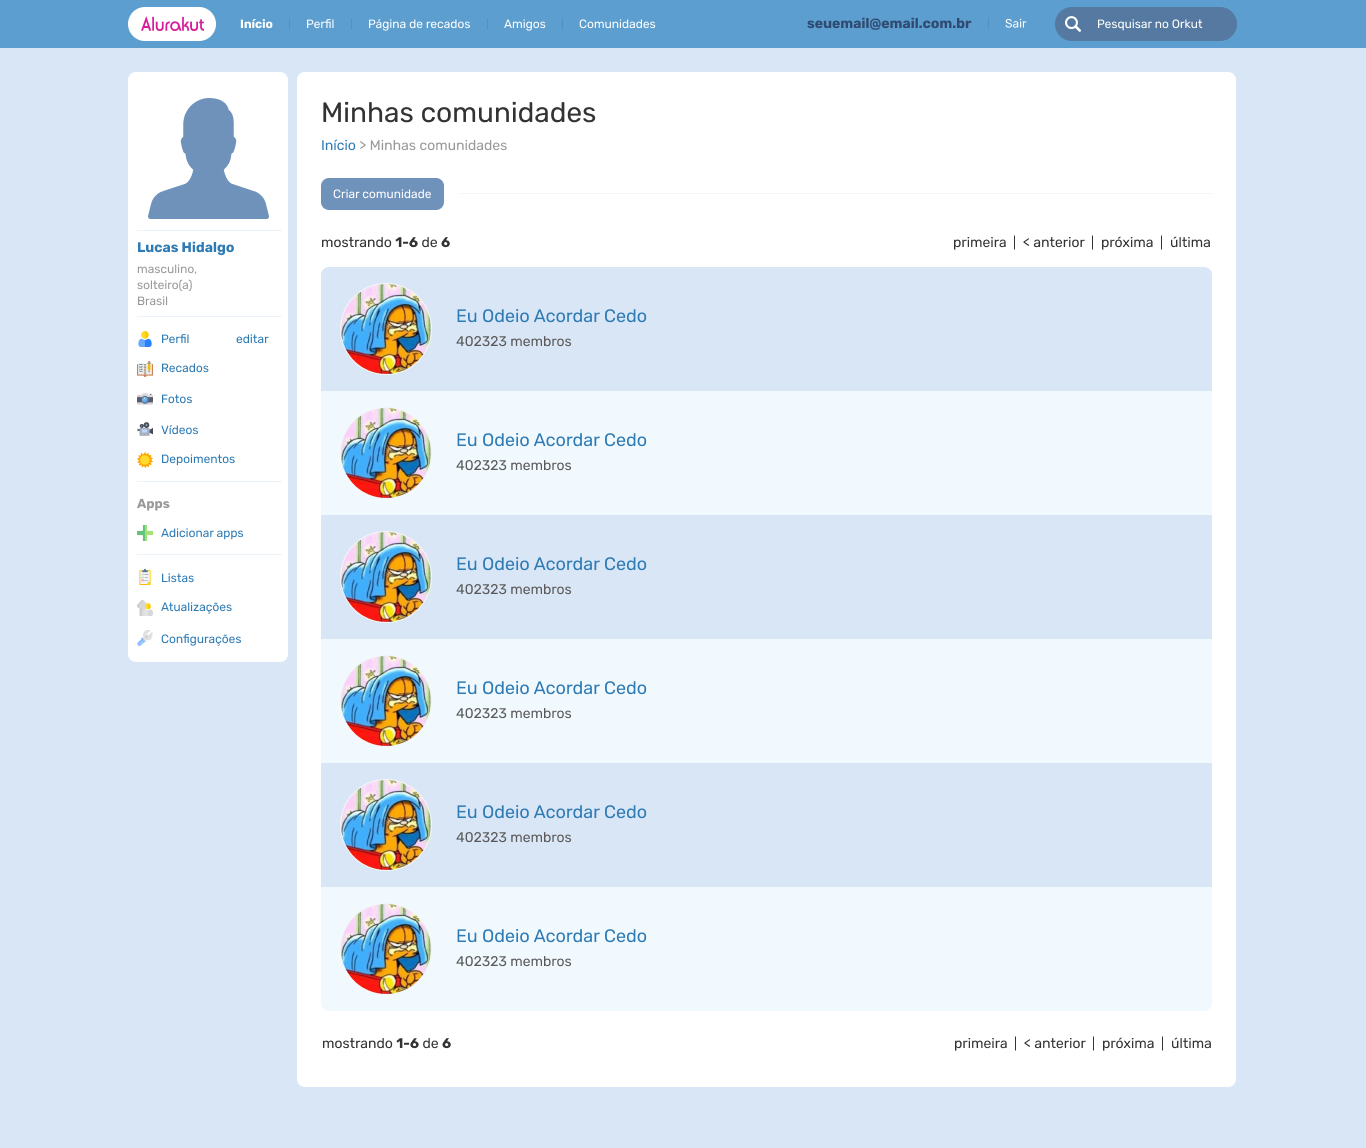 Alurakut Início Perfil Página de recados Amigos Comunidades seuemail@email.com.br Sair Pesquisar no Orkut
Lucas Hidalgo
masculino,
solteiro(a)
Brasil
Perfil editar
Recados
Fotos
Vídeos
Depoimentos
Apps
Adicionar apps
Listas
Atualizações
Configurações
Minhas comunidades
Início > Minhas comunidades
Criar comunidade
mostrando 1-6 de 6 primeira | < anterior | próxima | última
Eu Odeio Acordar Cedo
402323 membros
Eu Odeio Acordar Cedo
402323 membros
Eu Odeio Acordar Cedo
402323 membros
Eu Odeio Acordar Cedo
402323 membros
Eu Odeio Acordar Cedo
402323 membros
Eu Odeio Acordar Cedo
402323 membros
mostrando 1-6 de 6 primeira | < anterior | próxima | última